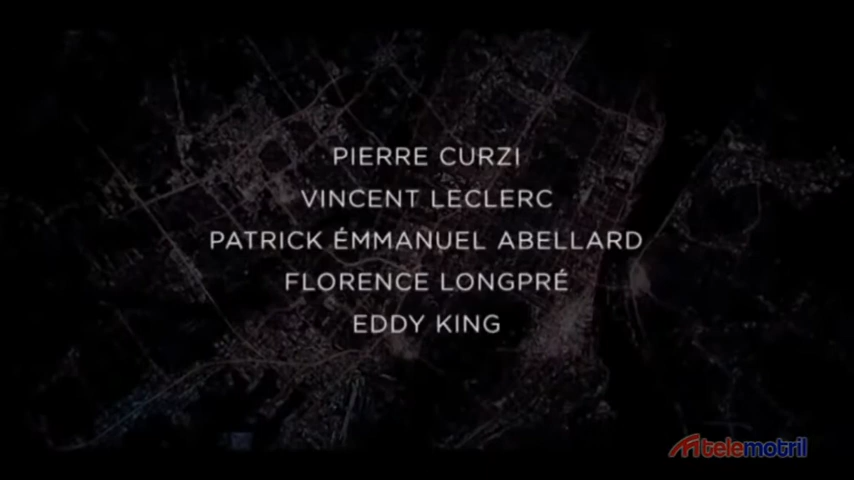 PIERRE CURZI
VINCENT LECLERC
PATRICK ÉMMANUEL ABELLARD
FLORENCE LONGPRÉ
EDDY KING
telemotril